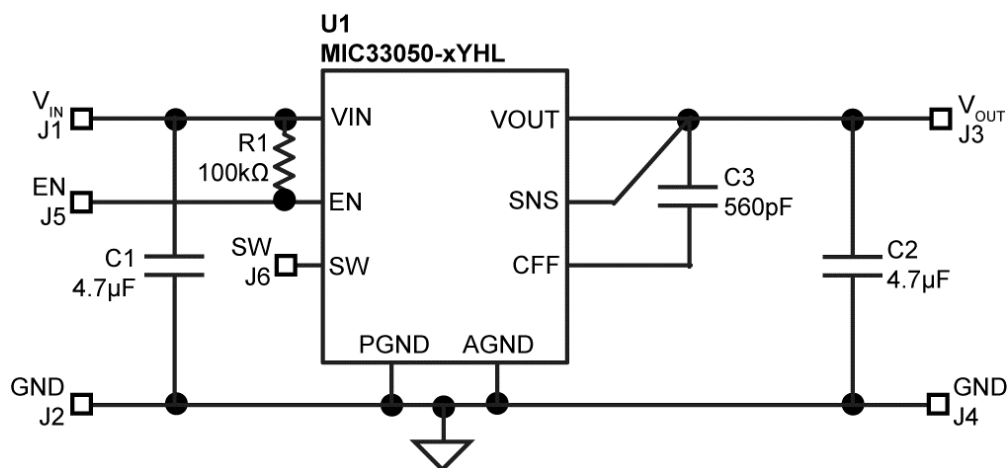 U1
MIC33050-xYHL
VIN
J1
VIN
R1
100kΩ
EN
J5
EN
SW
J6
SW
C1
4.7µF
PGND
AGND
VOUT
SNS
CFF
C3
560pF
VOUT
J3
C2
4.7µF
GND
J2
GND
J4